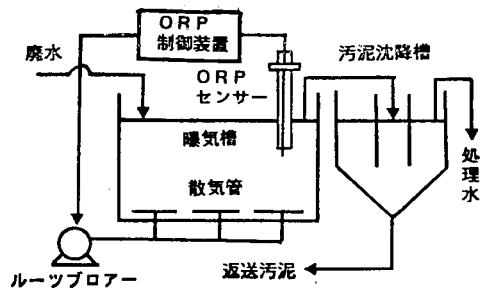 ORP
制御装置
廃水
ORP
センサー
汚泥沈降槽
曝気槽
処理水
散気管
ルーツブロアー
返送汚泥